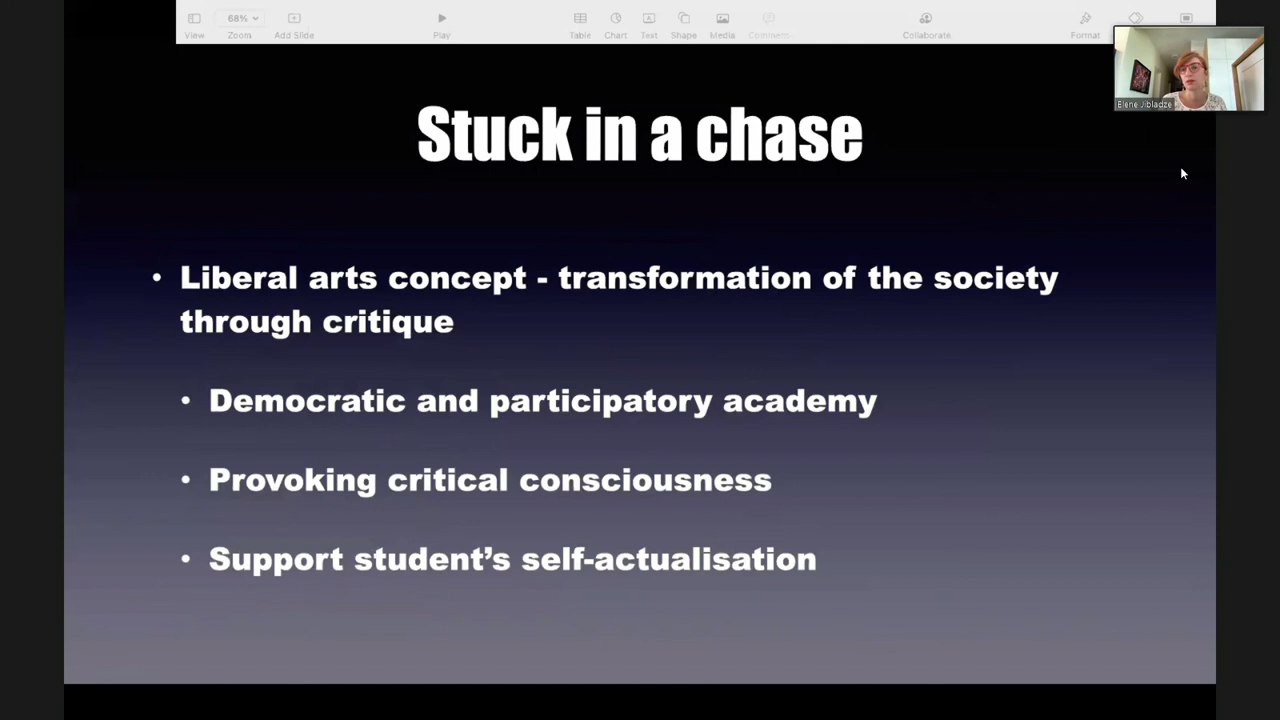 68%
View
Zoom
Add Slide
Play
Table
Chart
Text
Shape
Media
Comments
Collaborate
Format
Elene Jibladze
Stuck in a chase
• Liberal arts concept - transformation of the society
through critique
• Democratic and participatory academy
• Provoking critical consciousness
• Support student’s self-actualisation